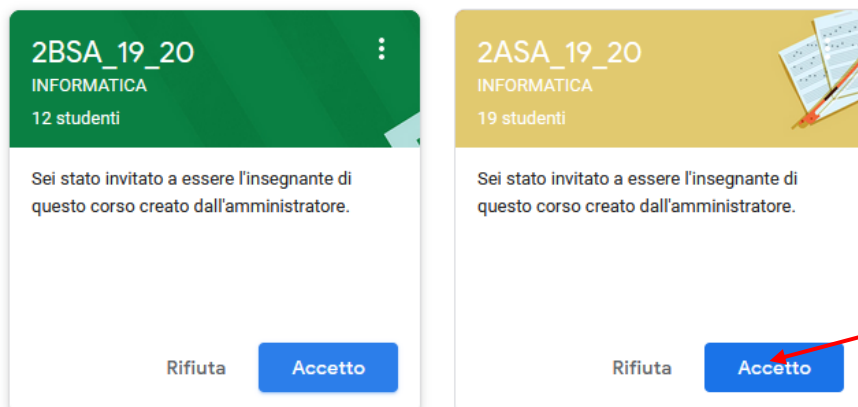 2BSA_19_20
INFORMATICA
12 studenti
Sei stato invitato a essere l'insegnante di
questo corso creato dall'amministratore.
Rifiuta
Accetto
2ASA_19_20
INFORMATICA
19 studenti
Sei stato invitato a essere l'insegnante di
questo corso creato dall'amministratore.
Rifiuta
Accetto